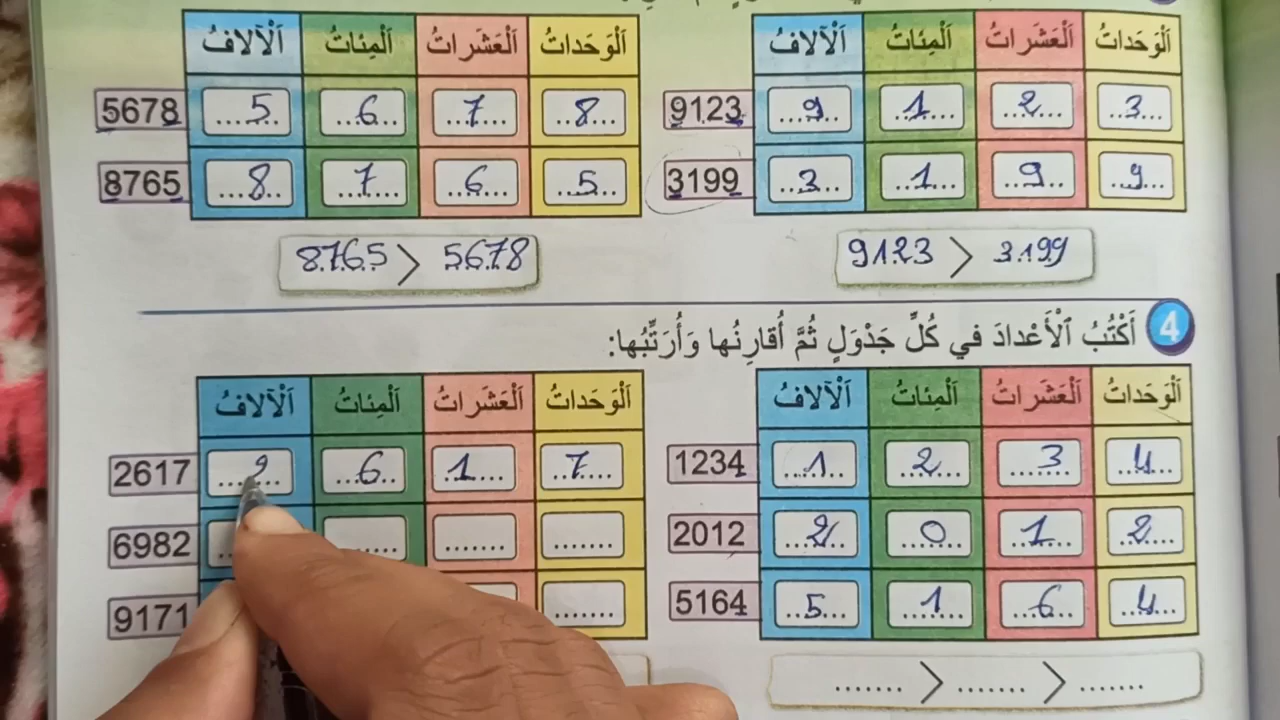 اَلْوَحَداتُ اَلْعَشَراتُ اَلْمِئاتُ اَلْآلافُ
9123 9 1 2 3
3199 3 1 9 9
9123 > 3199
اَلْوَحَداتُ اَلْعَشَراتُ اَلْمِئاتُ اَلْآلافُ
5678 5 6 7 8
8765 8 7 6 5
8765 > 5678
4 أَكْتُبُ ٱلْأَعْدادَ في كُلِّ جَدْوَلٍ ثُمَّ أُقارِنُها وَأُرَتِّبُها:
اَلْوَحَداتُ اَلْعَشَراتُ اَلْمِئاتُ اَلْآلافُ
1234 1 2 3 4
2012 2 0 1 2
5164 5 1 6 4
....... > ....... > .......
اَلْوَحَداتُ اَلْعَشَراتُ اَلْمِئاتُ اَلْآلافُ
2617 2 6 1 7
6982
9171